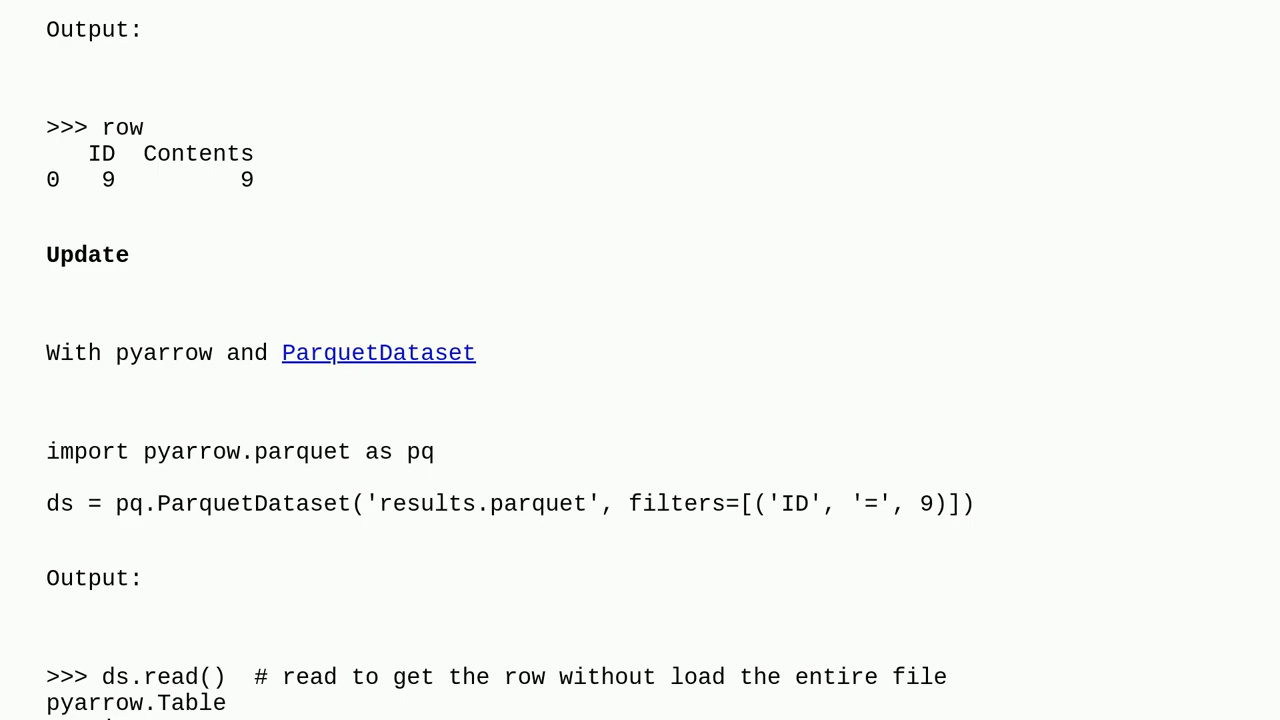 Output:
>>> row
   ID  Contents
0   9         9
Update
With pyarrow and ParquetDataset
import pyarrow.parquet as pq
ds = pq.ParquetDataset('results.parquet', filters=[('ID', '=', 9)])
Output:
>>> ds.read()  # read to get the row without load the entire file
pyarrow.Table